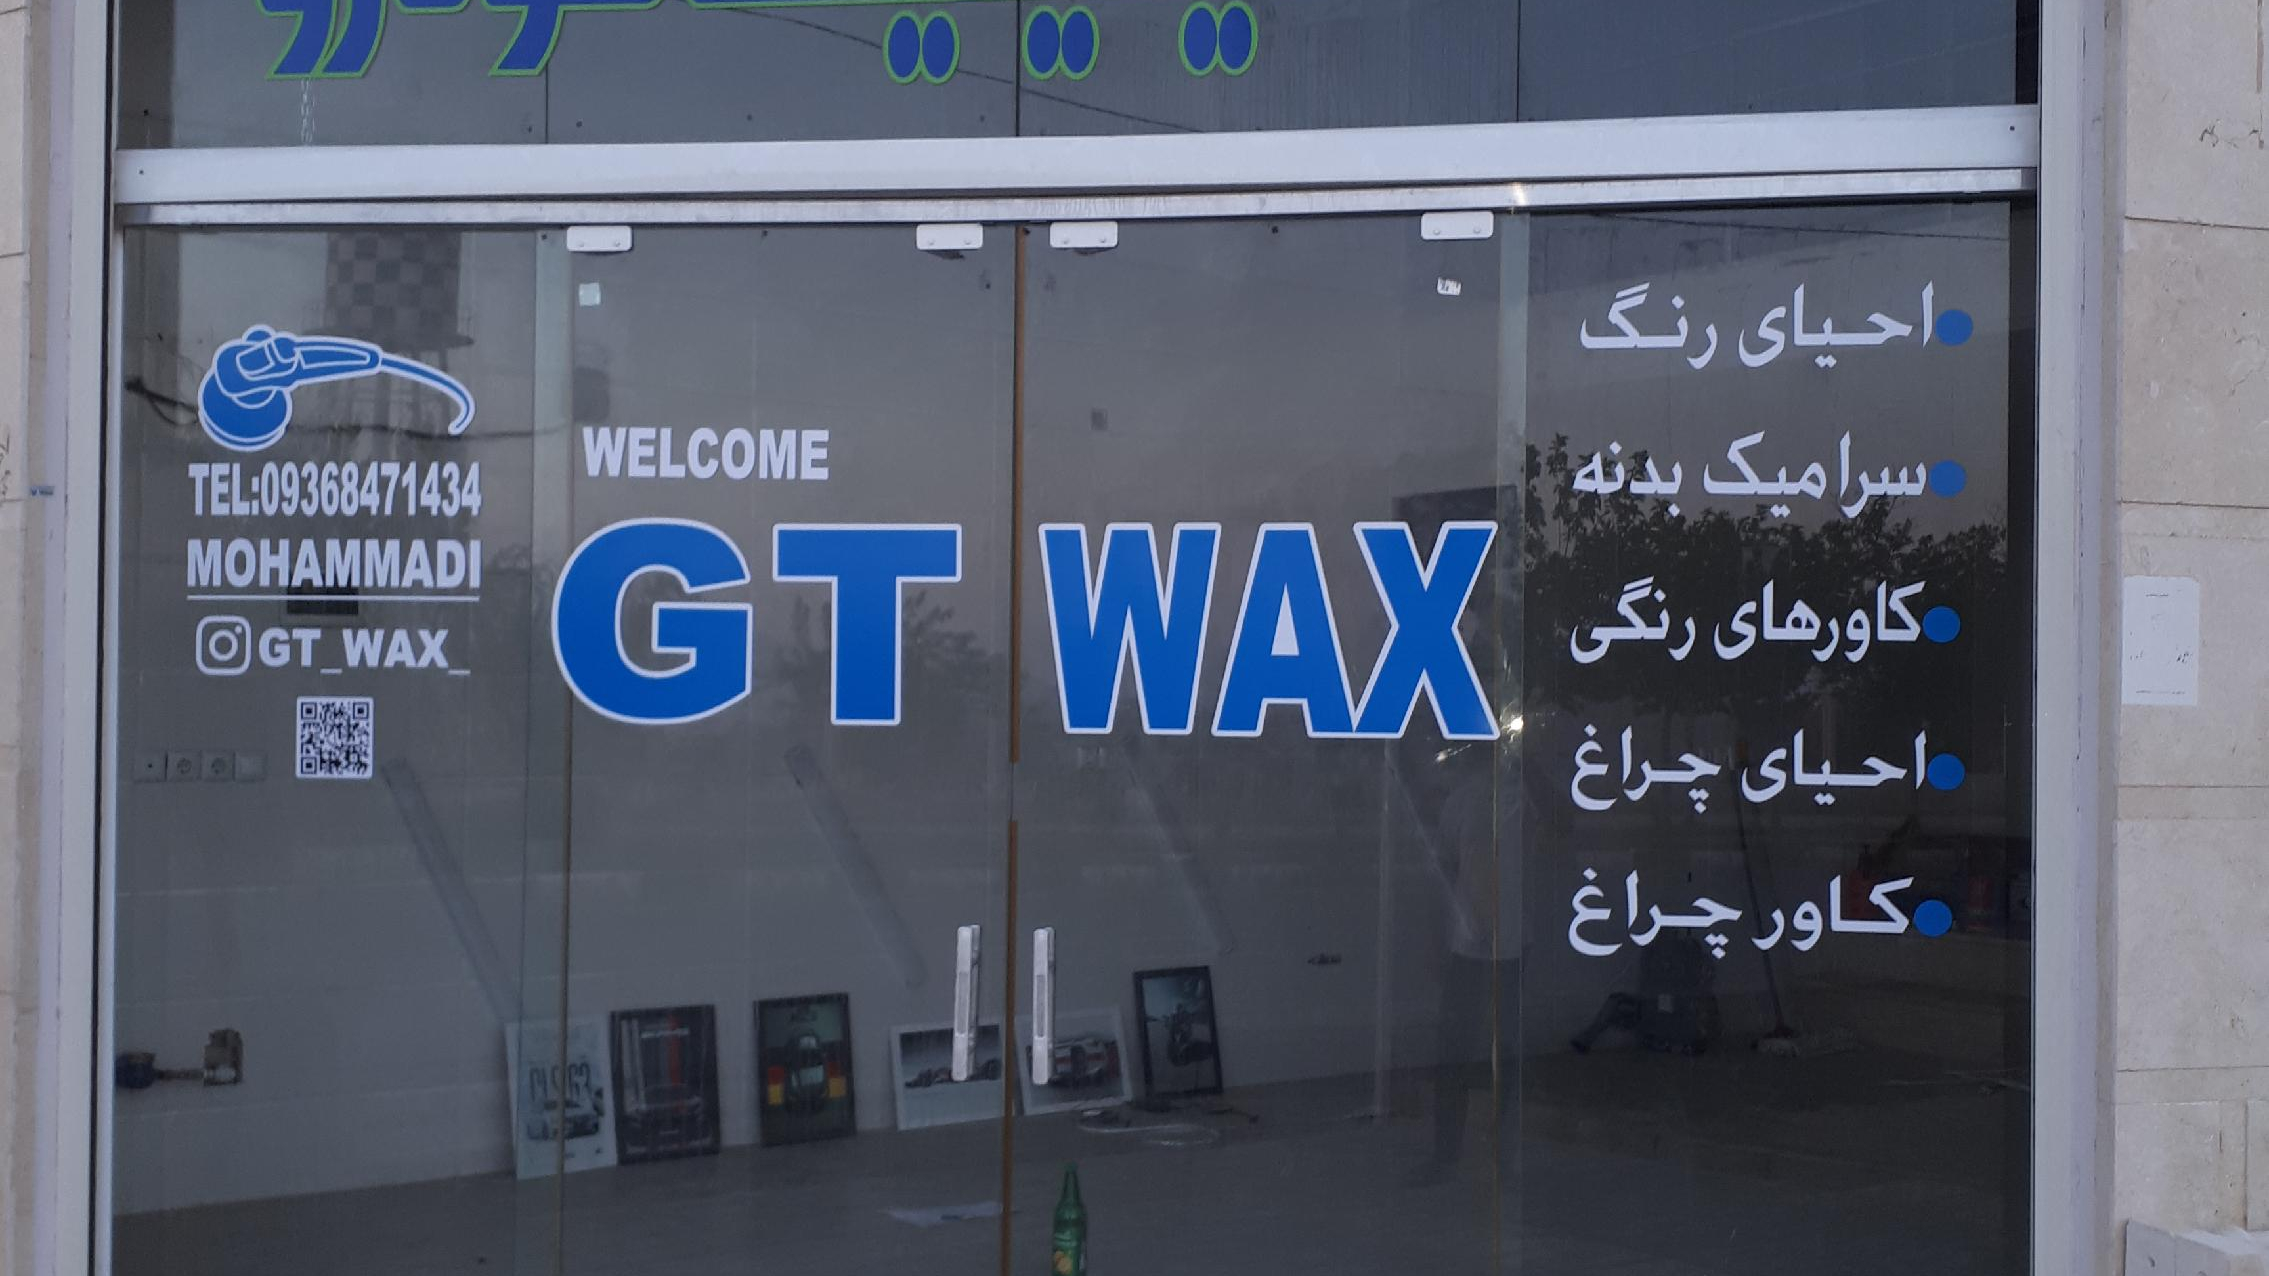 WELCOME
GT WAX
TEL:09368471434
MOHAMMADI
GT_WAX_
احیای رنگ
سرامیک بدنه
کاورهای رنگی
احیای چراغ
کاور چراغ